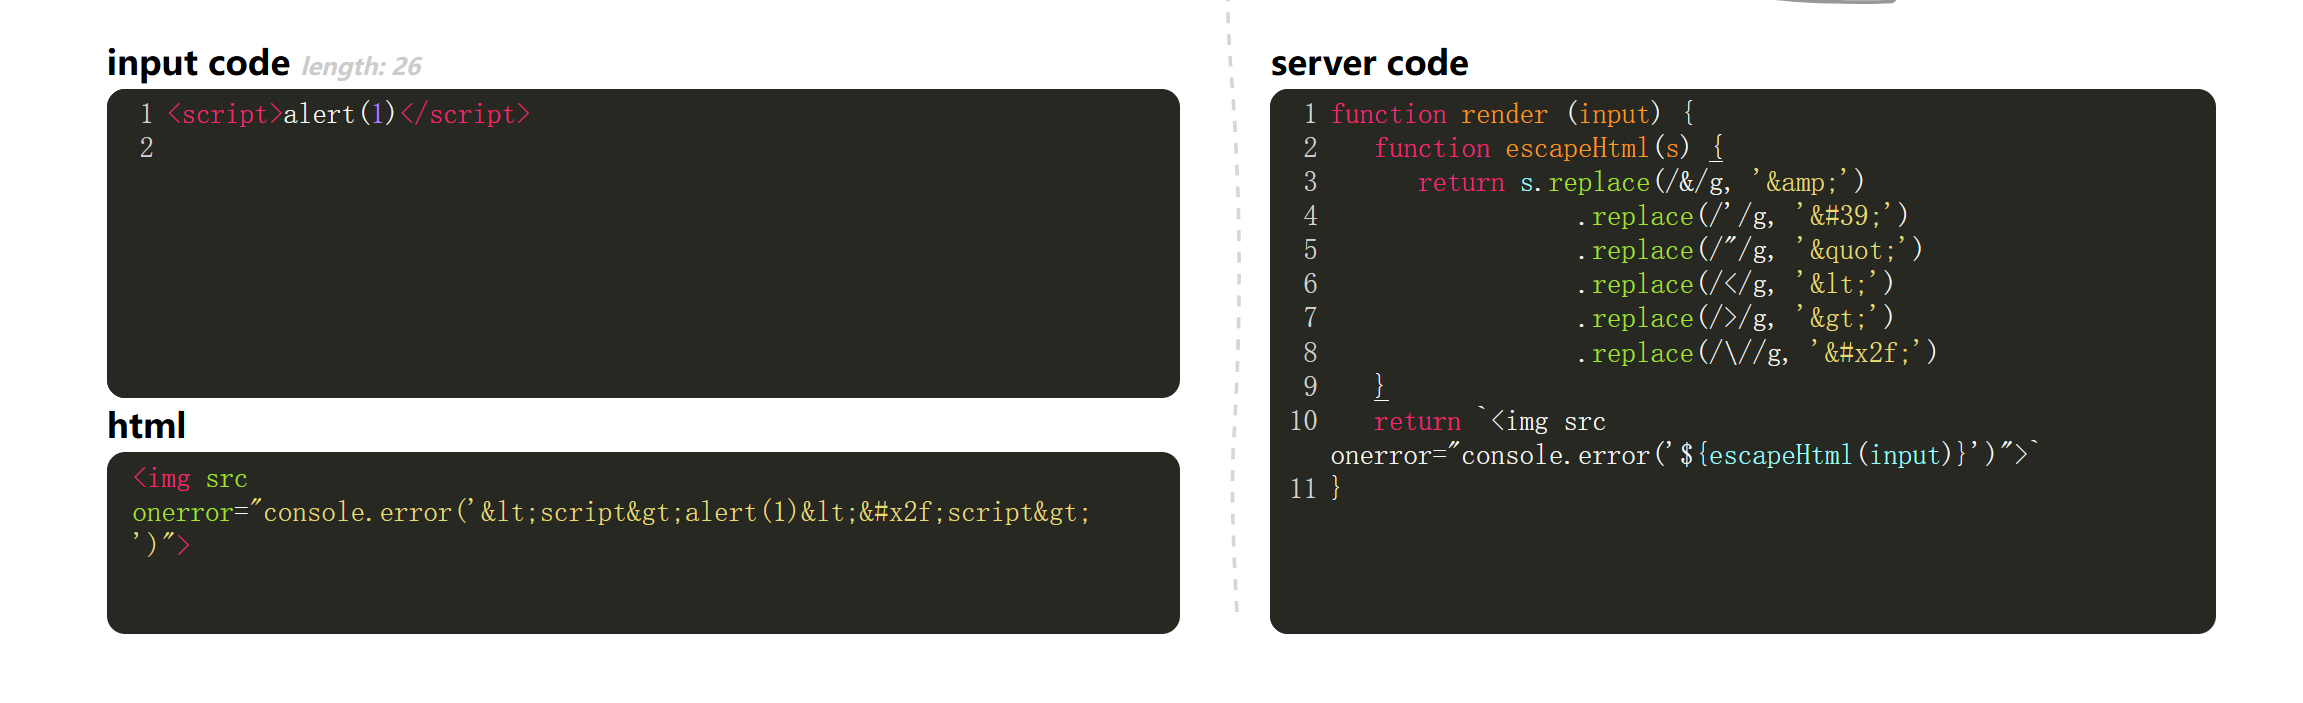 input code length: 26
1 <script>alert(1)</script>
2
html
<img src
onerror="console.error('&lt;script&gt;alert(1)&lt;&#x2f;script&gt;
')">
server code
1 function render (input) {
2 function escapeHtml(s) {
3 return s.replace(/&/g, '&amp;')
4 .replace(/'/g, '&#39;')
5 .replace(/"/g, '&quot;')
6 .replace(/</g, '&lt;')
7 .replace(/>/g, '&gt;')
8 .replace(/\//g, '&#x2f;')
9 }
10 return `<img src
onerror="console.error('${escapeHtml(input)}')">`
11 }